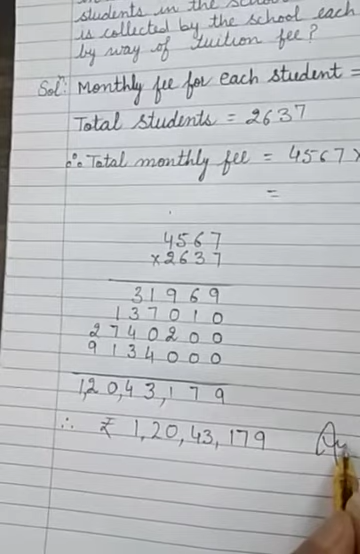 students in the
is collected by the school each
by way of Tuition fee?
Sol: Monthly fee for each student =
Total students = 2637
∴ Total monthly fee = 4567 ×
=
4567
×2637
31969
137010
2740200
9134000
1,20,43,179
∴ ₹ 1,20,43,179